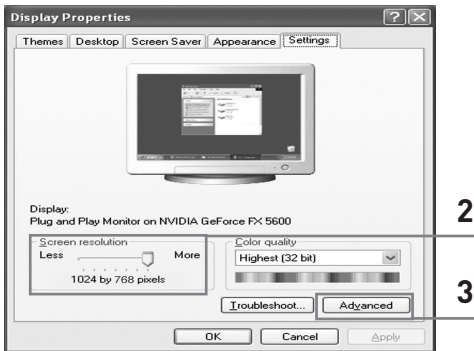 Display Properties
Themes Desktop Screen Saver Appearance Settings
Display:
Plug and Play Monitor on NVIDIA GeForce FX 5600
Screen resolution
Less More
1024 by 768 pixels
Color quality
Highest (32 bit)
2
Troubleshoot... Advanced
3
OK Cancel Apply